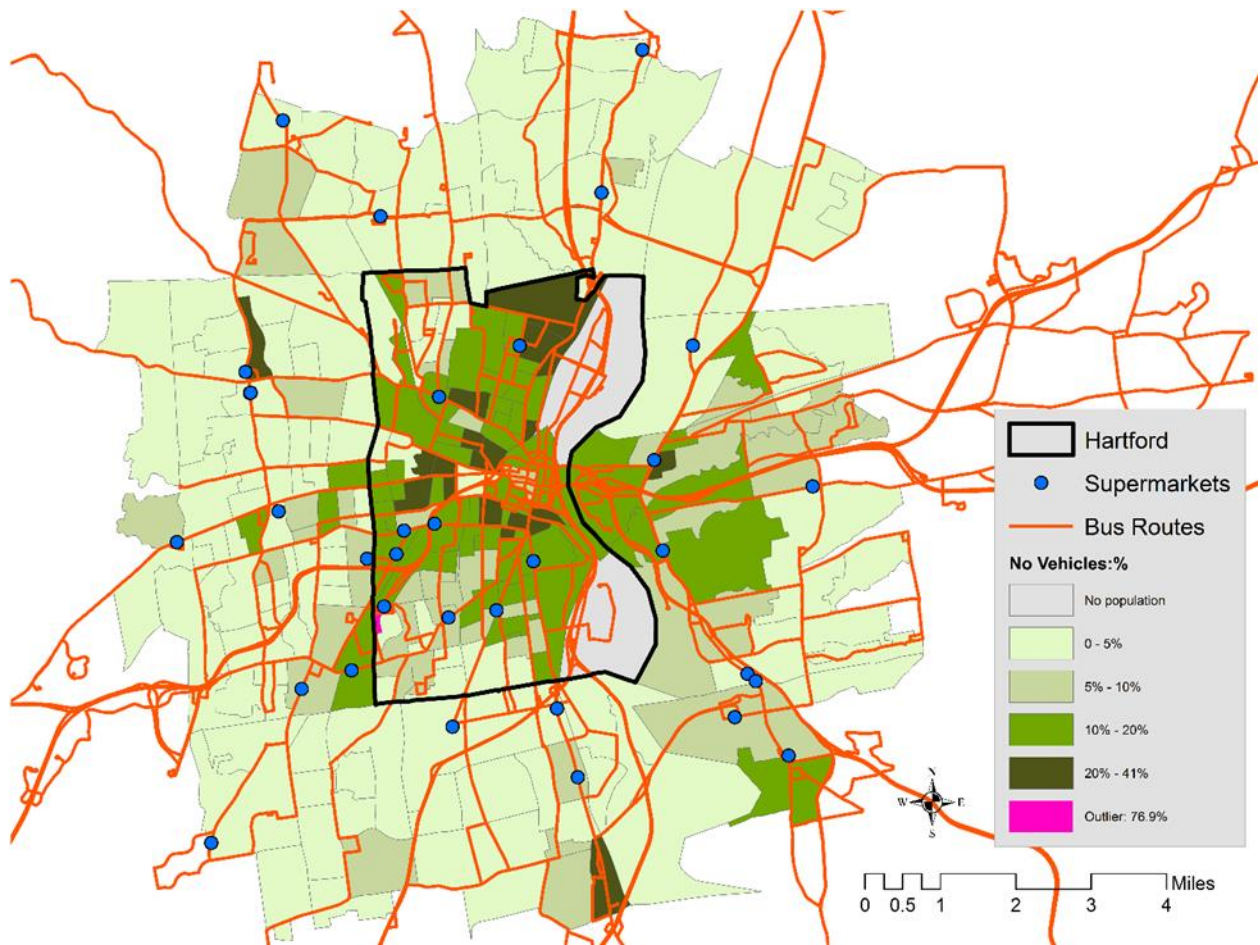 Hartford
Supermarkets
Bus Routes
No Vehicles:%
No population
0 - 5%
5% - 10%
10% - 20%
20% - 41%
Outlier: 76.9%
N
W E
S
Miles
0 0.5 1 2 3 4